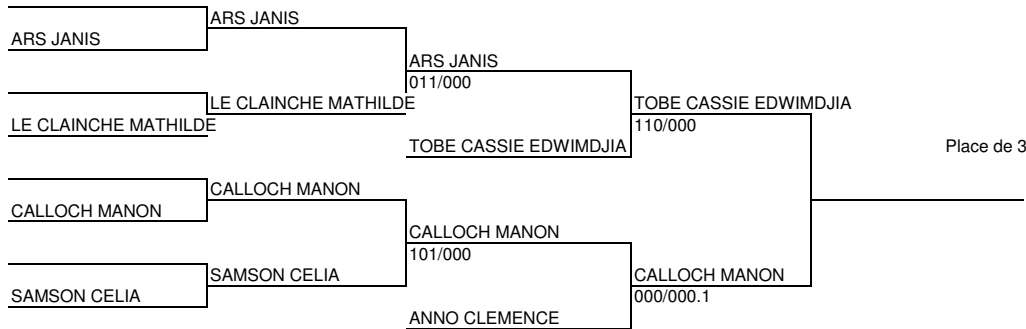 ARS JANIS
ARS JANIS
ARS JANIS
011/000
LE CLAINCHE MATHILDE
TOBE CASSIE EDWIMDJIA
LE CLAINCHE MATHILDE
110/000
TOBE CASSIE EDWIMDJIA
Place de 3
CALLOCH MANON
CALLOCH MANON
CALLOCH MANON
101/000
SAMSON CELIA
CALLOCH MANON
SAMSON CELIA
000/000.1
ANNO CLEMENCE